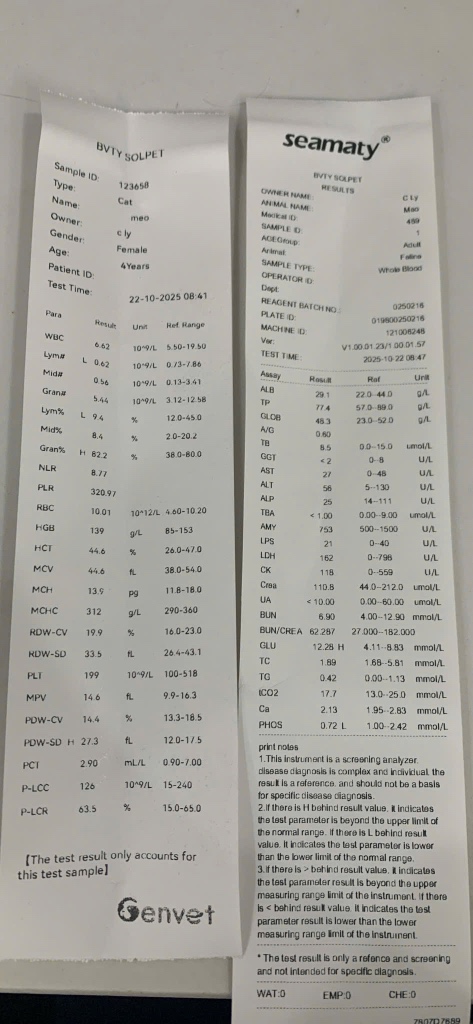 BVTY SOLPET
Sample ID: 123658
Type: Cat
Name: meo
Owner: c ly
Gender: Female
Age: 4Years
Patient ID:
Test Time: 22-10-2025 08:41
Para Result Unit Ref Range
WBC 6.62 10^9/L 5.50-19.50
Lym# L 0.62 10^9/L 0.73-7.86
Mid# 0.56 10^9/L 0.13-3.41
Gran# 5.44 10^9/L 3.12-12.58
Lym% L 9.4 % 12.0-45.0
Mid% 8.4 % 2.0-20.2
Gran% H 82.2 % 38.0-80.0
NLR 8.77
PLR 320.97
RBC 10.01 10^12/L 4.60-10.20
HGB 139 g/L 85-153
HCT 44.6 % 26.0-47.0
MCV 44.6 fL 38.0-54.0
MCH 13.9 pg 11.8-18.0
MCHC 312 g/L 290-360
RDW-CV 19.9 % 16.0-23.0
RDW-SD 33.5 fL 26.4-43.1
PLT 199 10^9/L 100-518
MPV 14.6 fL 9.9-16.3
PDW-CV 14.4 % 13.3-18.5
PDW-SD H 27.3 fL 12.0-17.5
PCT 2.90 mL/L 0.90-7.00
P-LCC 126 10^9/L 15-240
P-LCR 63.5 % 15.0-65.0
[The test result only accounts for
this test sample]
Genvet
seamaty®
BVTY SOLPET
RESULTS
OWNER NAME: C Ly
ANIMAL NAME: Mao
Medical ID: 489
SAMPLE ID: 1
AGEGroup: Adult
Animal: Feline
SAMPLE TYPE: Whole Blood
OPERATOR ID:
Dept:
REAGENT BATCH NO.: 0250216
PLATE ID: 019800250216
MACHINE ID: 121006248
Ver: V1.00.01.23/1.00.01.57
TEST TIME: 2025-10-22 08:47
Assay Result Ref Unit
ALB 29.1 22.0--44.0 g/L
TP 77.4 57.0--89.0 g/L
GLOB 48.3 23.0--52.0 g/L
A/G 0.60
TB 8.5 0.0--15.0 umol/L
GGT <2 0--8 U/L
AST 27 0--48 U/L
ALT 56 5--130 U/L
ALP 25 14--111 U/L
TBA < 1.00 0.00--9.00 umol/L
AMY 753 500--1500 U/L
LPS 21 0--40 U/L
LDH 162 0--798 U/L
CK 118 0--559 U/L
Crea 110.8 44.0--212.0 umol/L
UA < 10.00 0.00--60.00 umol/L
BUN 6.90 4.00--12.90 mmol/L
BUN/CREA 62.287 27.000--182.000
GLU 12.28 H 4.11--8.83 mmol/L
TC 1.89 1.68--5.81 mmol/L
TG 0.42 0.00--1.13 mmol/L
tCO2 17.7 13.0--25.0 mmol/L
Ca 2.13 1.95--2.83 mmol/L
PHOS 0.72 L 1.00--2.42 mmol/L
print notes
1.This Instrument is a screening analyzer,
disease diagnosis is complex and individual, the
result is a reference, and should not be a basis
for specific disease diagnosis.
2.If there is H behind result value. It indicates
the test parameter is beyond the upper limit of
the normal range. If there is L behind result
value. It indicates the test parameter is lower
than the lower limit of the normal range.
3.If there is > behind result value. It indicates
the test parameter result is beyond the upper
measuring range limit of the instrument. If there
is < behind result value. It indicates the test
parameter result is lower than the lower
measuring range limit of the instrument.
* The test result is only a refence and screening
and not intended for specific diagnosis.
WAT:0 EMP:0 CHE:0